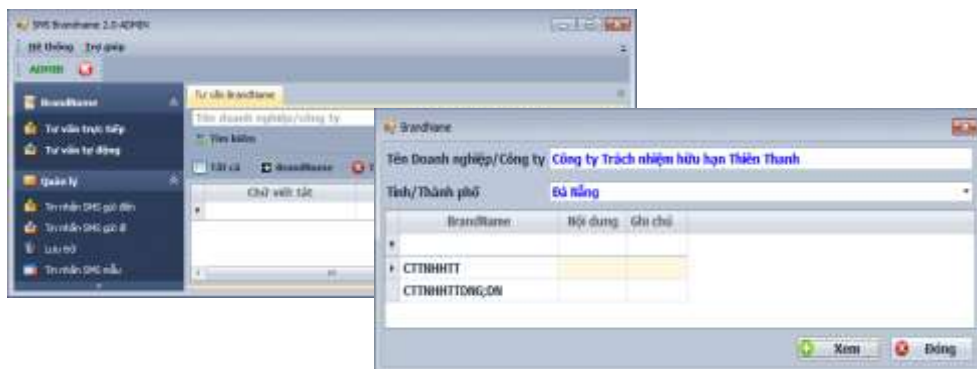 SMS Brandname 2.0-ADMIN
Hệ thống Trợ giúp
ADMIN
BrandName
Tư vấn trực tiếp
Tư vấn tự động
Quản lý
Tin nhắn SMS gửi đến
Tin nhắn SMS gửi đi
Lưu trữ
Tin nhắn SMS mẫu
Tư vấn BrandName
Tên doanh nghiệp/công ty
Tìm kiếm
Tất cả BrandName
Chữ viết tắt
BrandName
Tên Doanh nghiệp/Công ty Công ty Trách nhiệm hữu hạn Thiên Thanh
Tỉnh/Thành phố Đà Nẵng
BrandName Nội dung Ghi chú
CTTNHHTT
CTTNHHTTDNG;DN
Xem Đóng